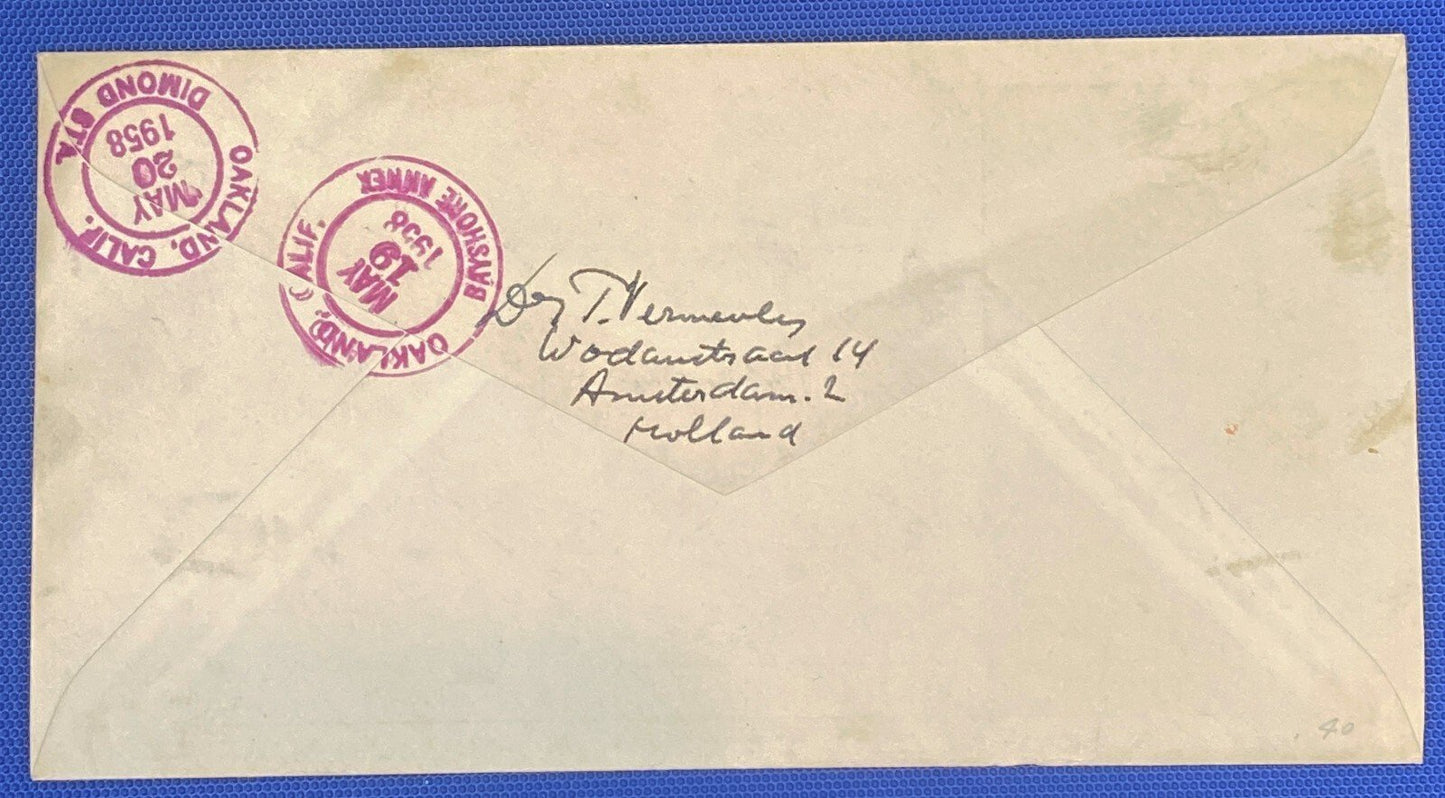 OAKLAND, CALIF. DIMOND STA
MAY
20
1958
OAKLAND, CALIF. BAYSHORE ANNEX
MAY
19
1958
T. Vermeulen
Wodanstraat 14
Amsterdam. 2
Holland
40